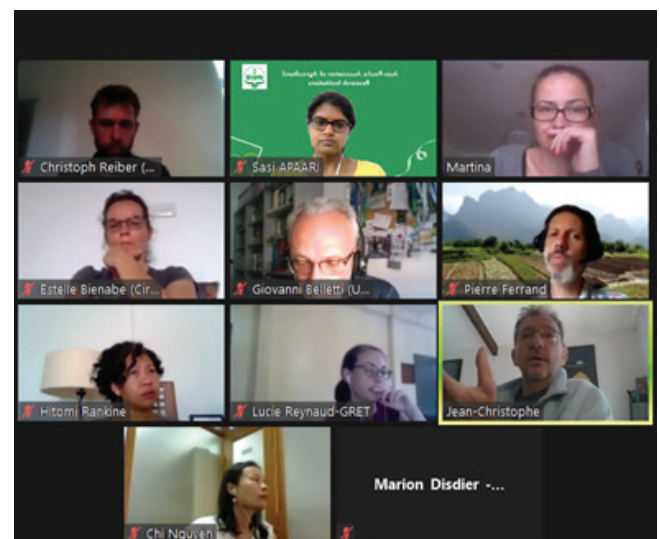 Asia-Pacific Association of Agricultural
Research Institutions
Christoph Reiber (...
Sasi APAARI
Martina
Estelle Bienabe (Cir...
Giovanni Belletti (U...
Pierre Ferrand
Hitomi Rankine
Lucie Reynaud-GRET
Jean-Christophe
Chi Nguyen
Marion Disdier -...